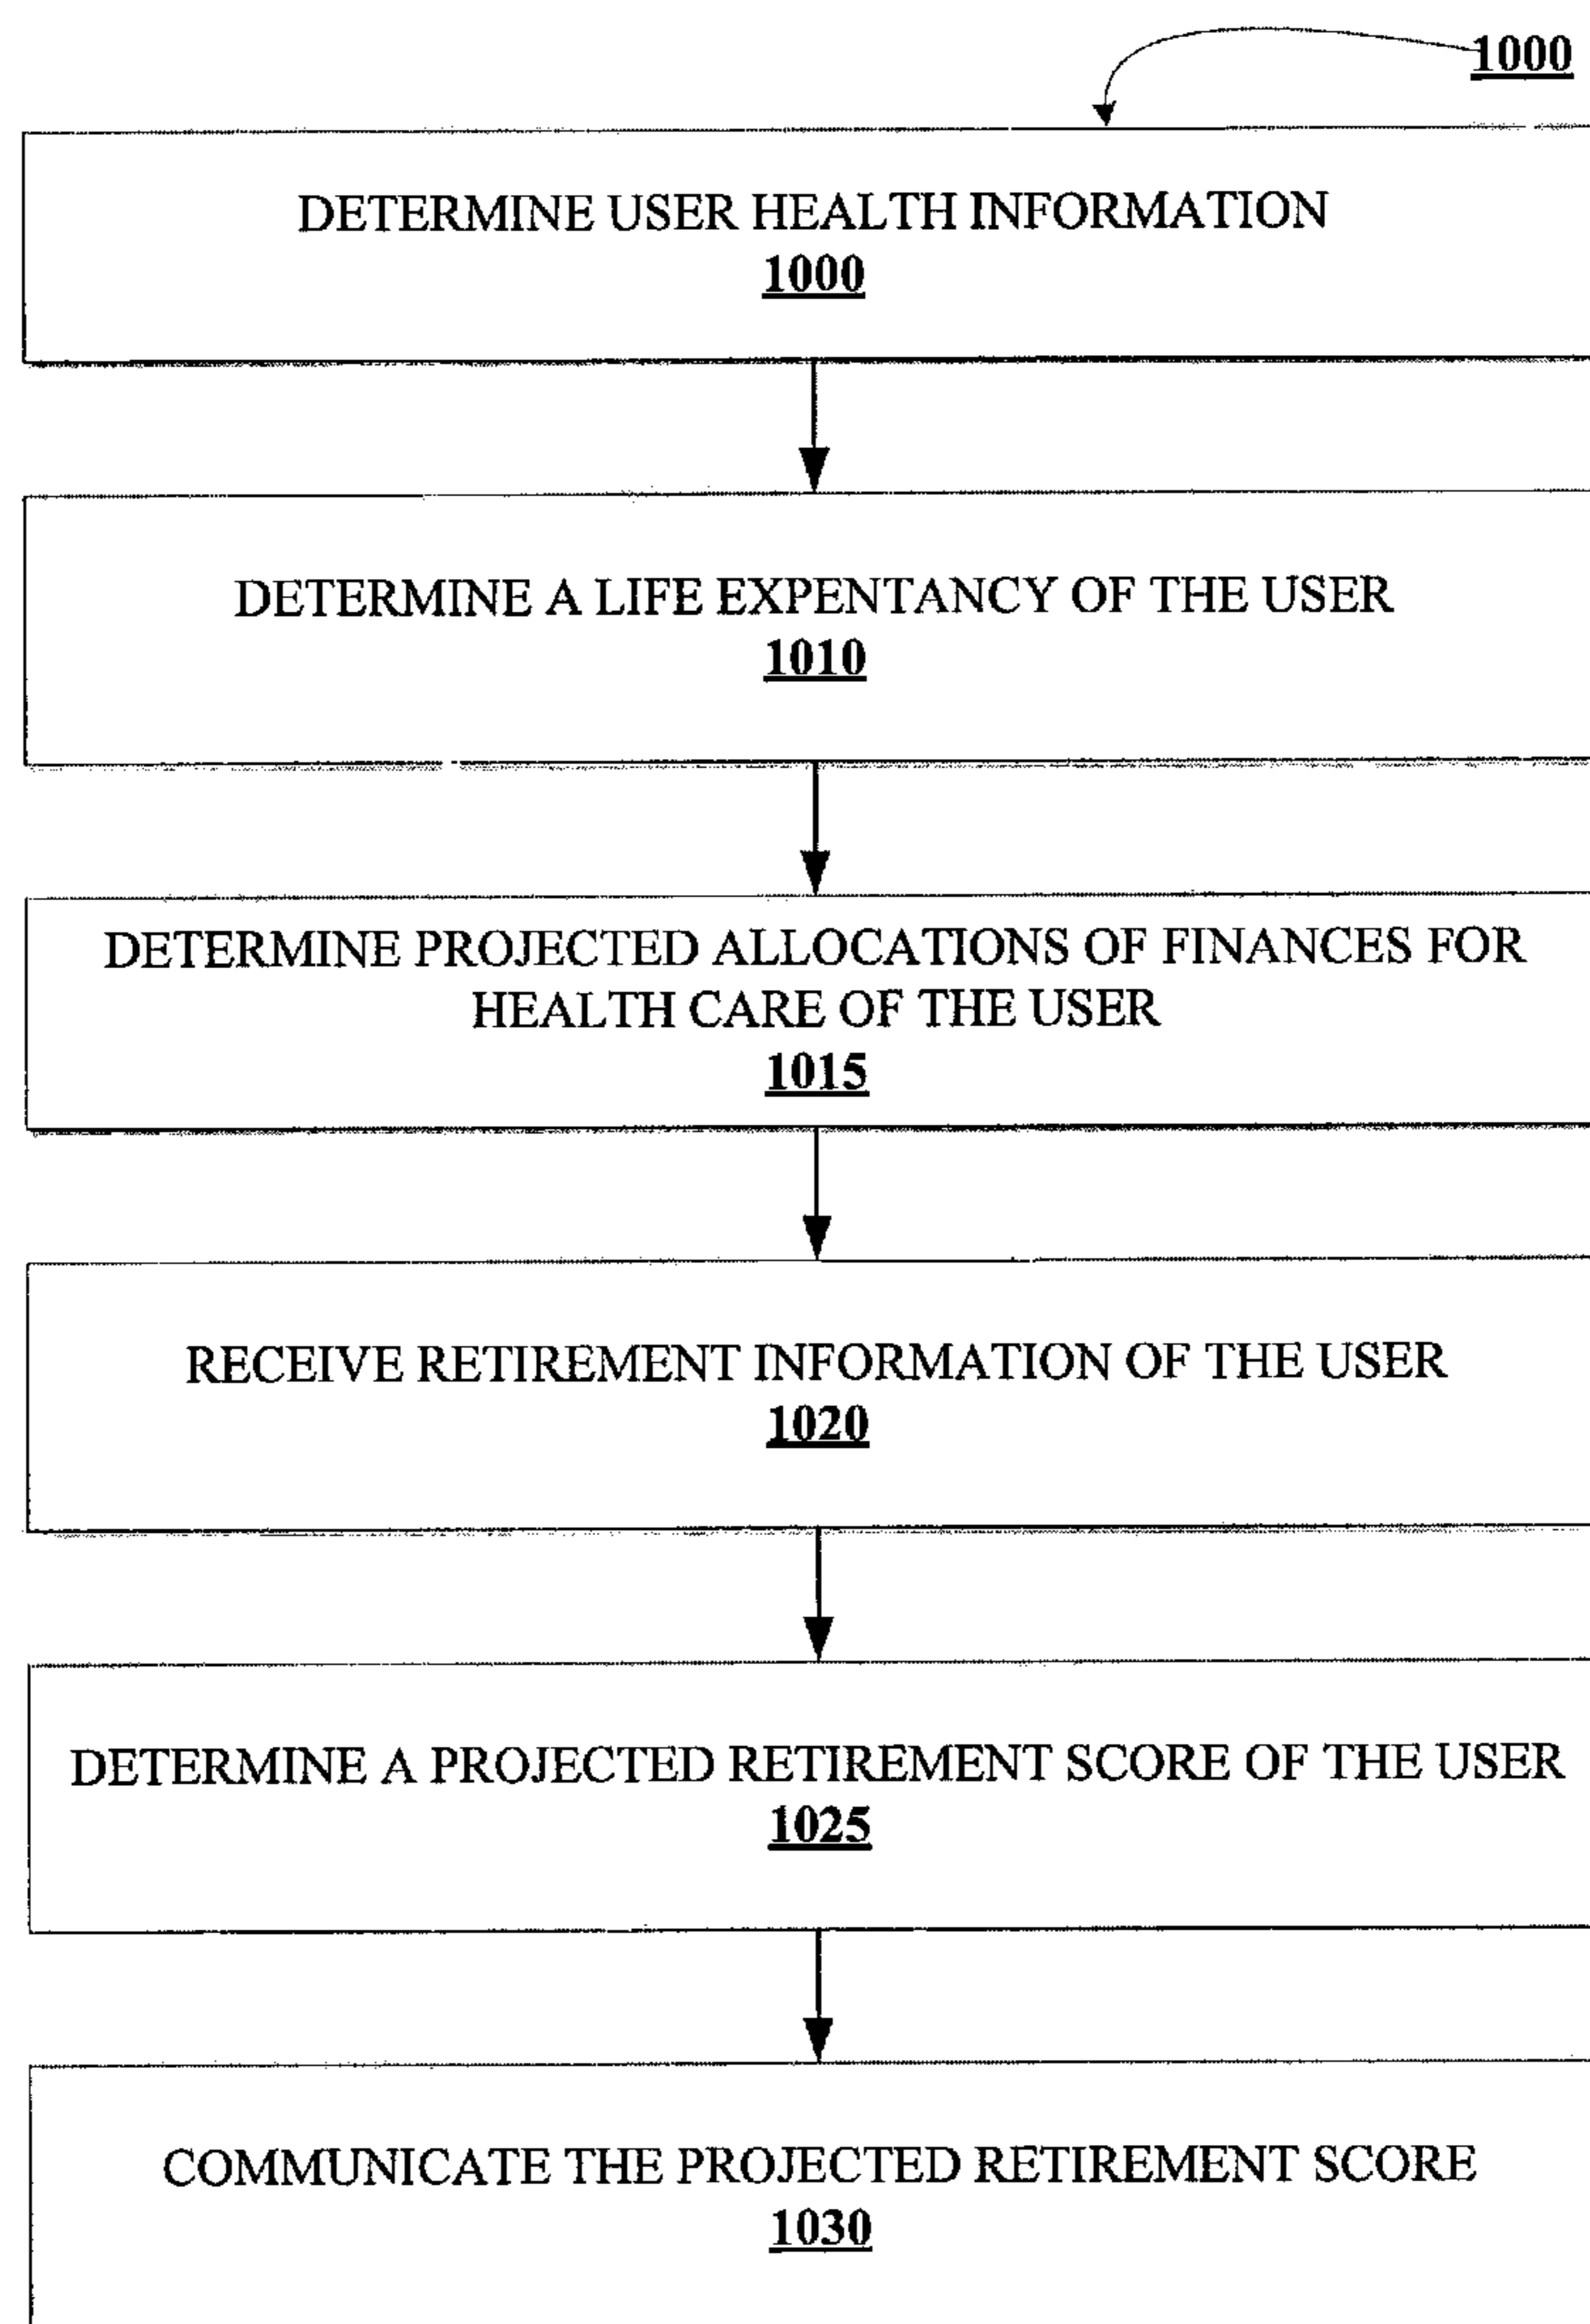 1000
DETERMINE USER HEALTH INFORMATION
1000
DETERMINE A LIFE EXPENTANCY OF THE USER
1010
DETERMINE PROJECTED ALLOCATIONS OF FINANCES FOR
HEALTH CARE OF THE USER
1015
RECEIVE RETIREMENT INFORMATION OF THE USER
1020
DETERMINE A PROJECTED RETIREMENT SCORE OF THE USER
1025
COMMUNICATE THE PROJECTED RETIREMENT SCORE
1030